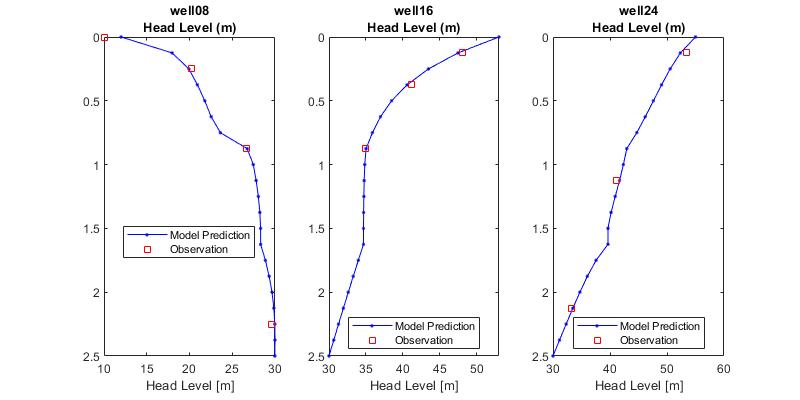 well08
Head Level (m)
0
0.5
1
1.5
2
2.5
10 15 20 25 30
Head Level [m]
Model Prediction
Observation
well16
Head Level (m)
0
0.5
1
1.5
2
2.5
30 35 40 45 50
Head Level [m]
Model Prediction
Observation
well24
Head Level (m)
0
0.5
1
1.5
2
2.5
30 40 50 60
Head Level [m]
Model Prediction
Observation